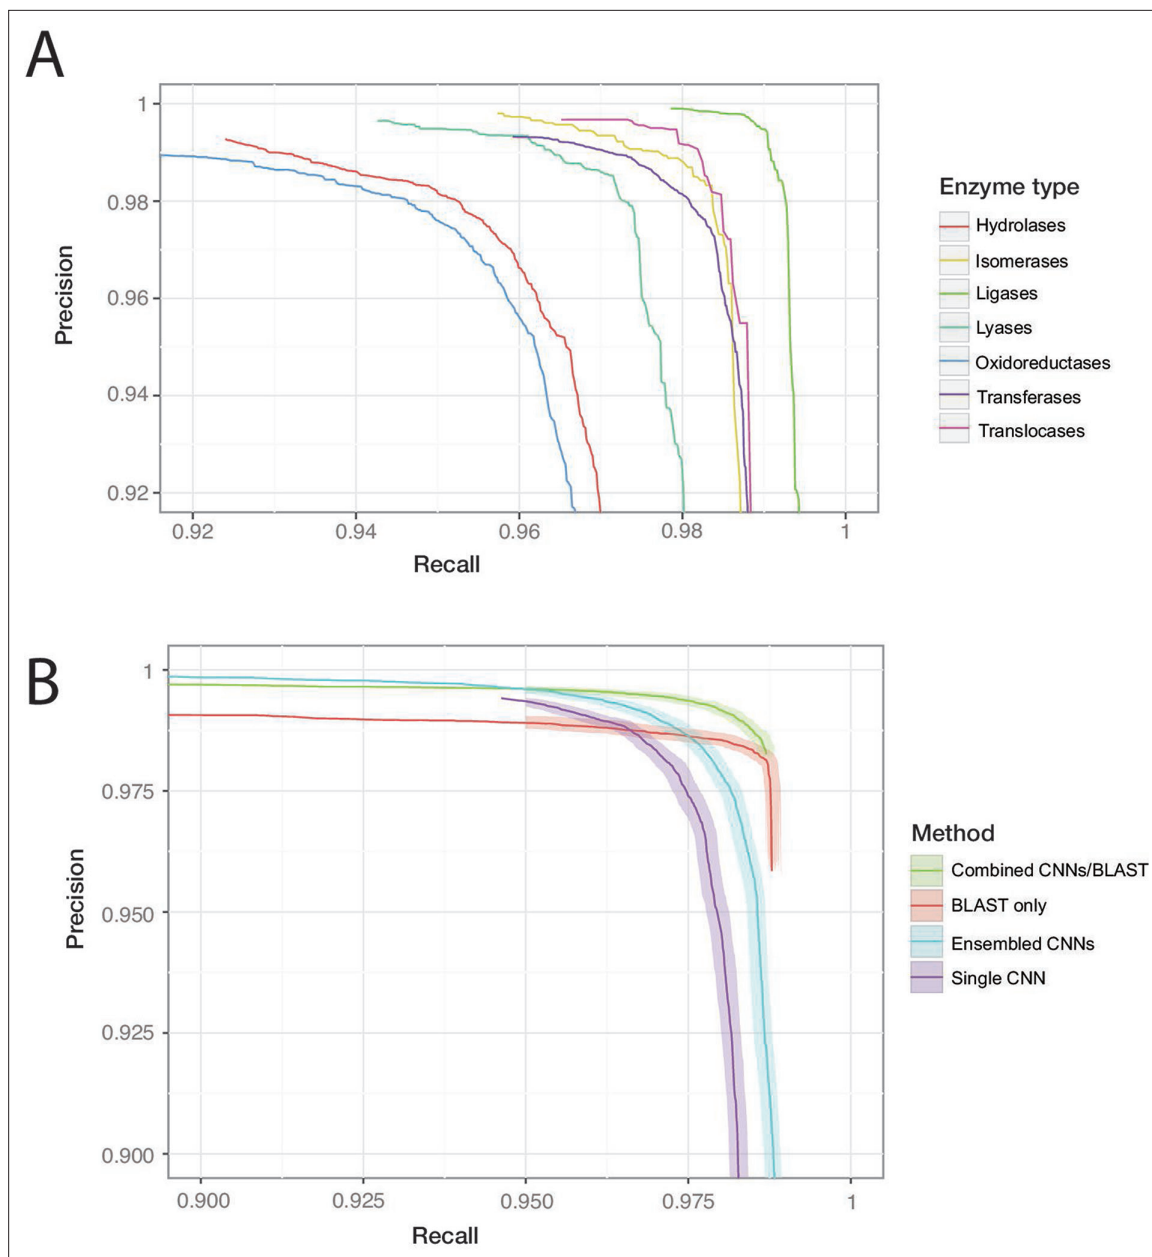 A
1
0.98
0.96
0.94
0.92
Precision
0.92
0.94
0.96
0.98
1
Recall
Enzyme type
Hydrolases
Isomerases
Ligases
Lyases
Oxidoreductases
Transferases
Translocases
B
1
0.975
0.950
0.925
0.900
Precision
0.900
0.925
0.950
0.975
1
Recall
Method
Combined CNNs/BLAST
BLAST only
Ensembled CNNs
Single CNN